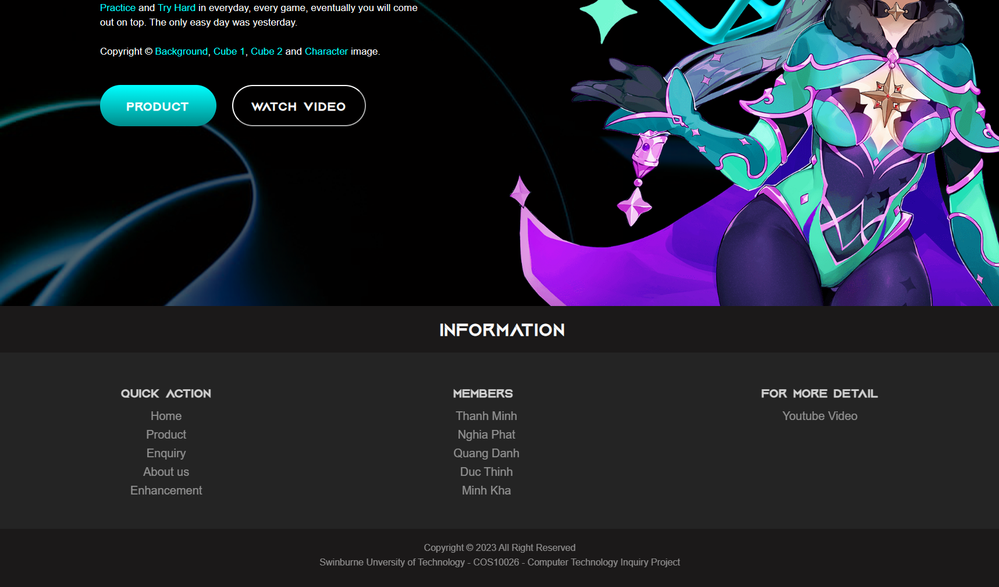 Practice and Try Hard in everyday, every game, eventually you will come
out on top. The only easy day was yesterday.
Copyright © Background, Cube 1, Cube 2 and Character image.
PRODUCT
WATCH VIDEO
INFORMATION
QUICK ACTION
Home
Product
Enquiry
About us
Enhancement
MEMBERS
Thanh Minh
Nghia Phat
Quang Danh
Duc Thinh
Minh Kha
FOR MORE DETAIL
Youtube Video
Copyright © 2023 All Right Reserved
Swinburne Unversity of Technology - COS10026 - Computer Technology Inquiry Project